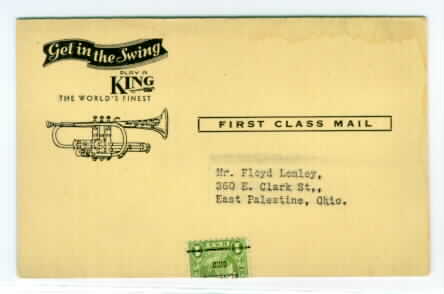 Get in the Swing
PLAY A
KING
THE WORLD'S FINEST
FIRST CLASS MAIL
Mr. Floyd Lemley,
360 E. Clark St.,
East Palestine, Ohio.